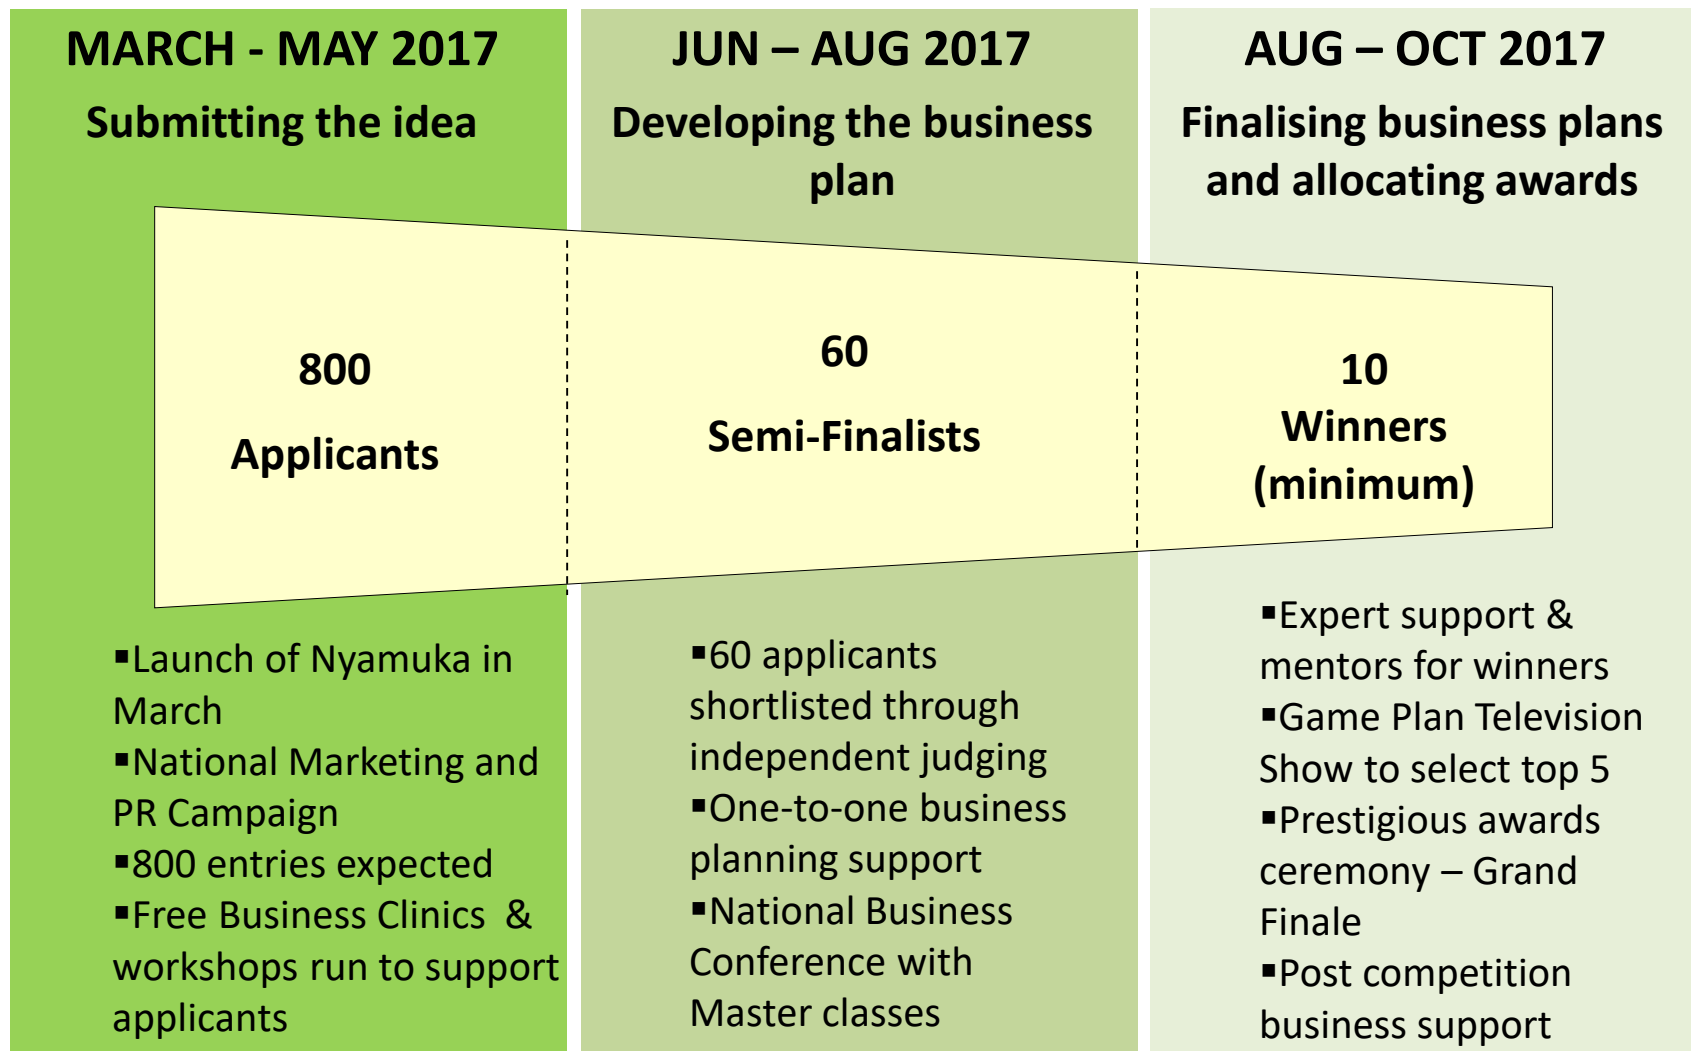 MARCH - MAY 2017
Submitting the idea
800
Applicants
▪Launch of Nyamuka in
March
▪National Marketing and
PR Campaign
▪800 entries expected
▪Free Business Clinics  &
workshops run to support
applicants
JUN – AUG 2017
Developing the business
plan
60
Semi-Finalists
▪60 applicants
shortlisted through
independent judging
▪One-to-one business
planning support
▪National Business
Conference with
Master classes
AUG – OCT 2017
Finalising business plans
and allocating awards
10
Winners
(minimum)
▪Expert support &
mentors for winners
▪Game Plan Television
Show to select top 5
▪Prestigious awards
ceremony – Grand
Finale
▪Post competition
business support